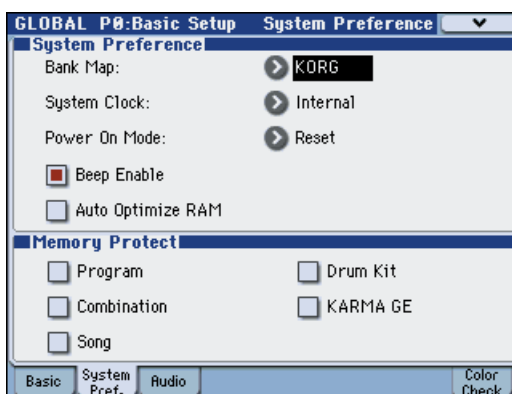 GLOBAL P0:Basic Setup System Preference
System Preference
Bank Map: KORG
System Clock: Internal
Power On Mode: Reset
Beep Enable
Auto Optimize RAM
Memory Protect
Program Drum Kit
Combination KARMA GE
Song
Basic System Pref. Audio Color Check